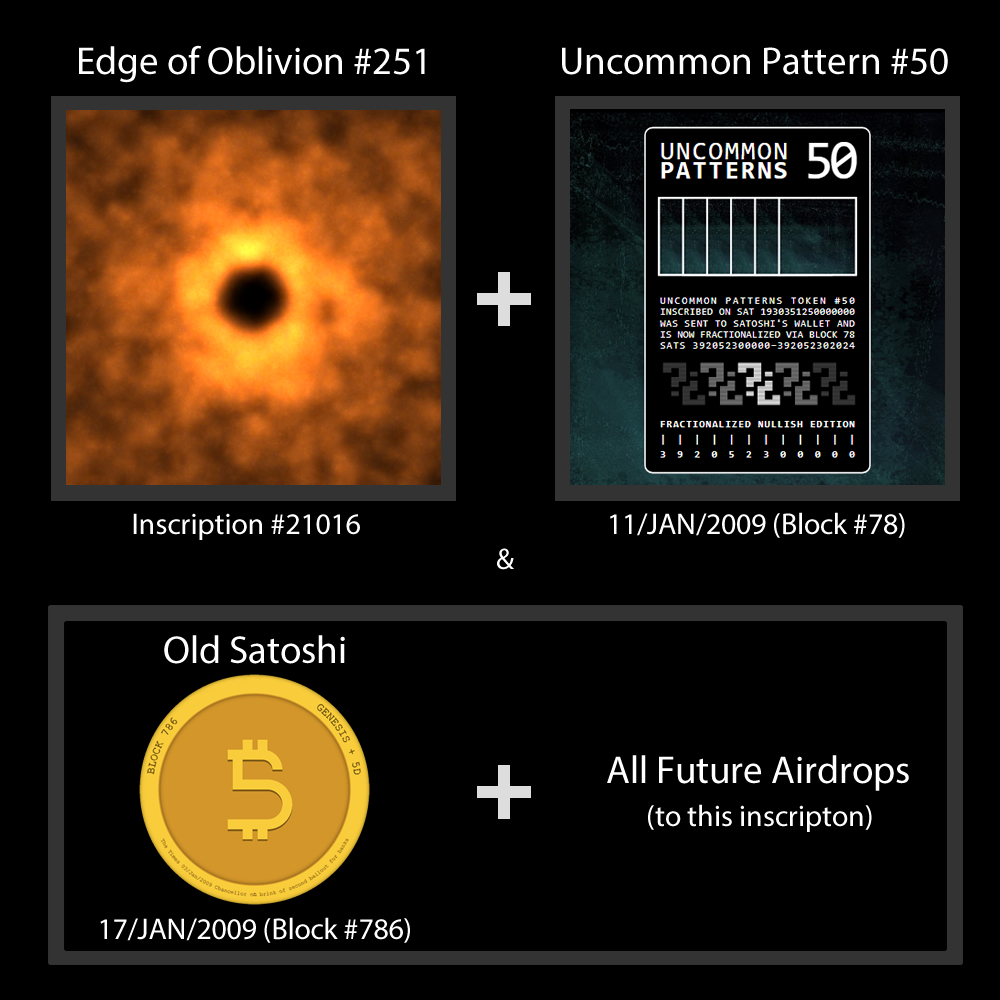 Edge of Oblivion #251
Uncommon Pattern #50
UNCOMMON
PATTERNS
50
UNCOMMON PATTERNS TOKEN #50
INSCRIBED ON SAT 1930351250000000
WAS SENT TO SATOSHI'S WALLET AND
IS NOW FRACTIONALIZED VIA BLOCK 78
SATS 392052300000-392052302024
FRACTIONALIZED NULLISH EDITION
3 9 2 0 5 2 3 0 0 0 0 0
+
Inscription #21016
11/JAN/2009 (Block #78)
&
Old Satoshi
BLOCK 786
GENESIS + 5D
The Times 03/Jan/2009 Chancellor on brink of second bailout for banks
+
All Future Airdrops
(to this inscripton)
17/JAN/2009 (Block #786)